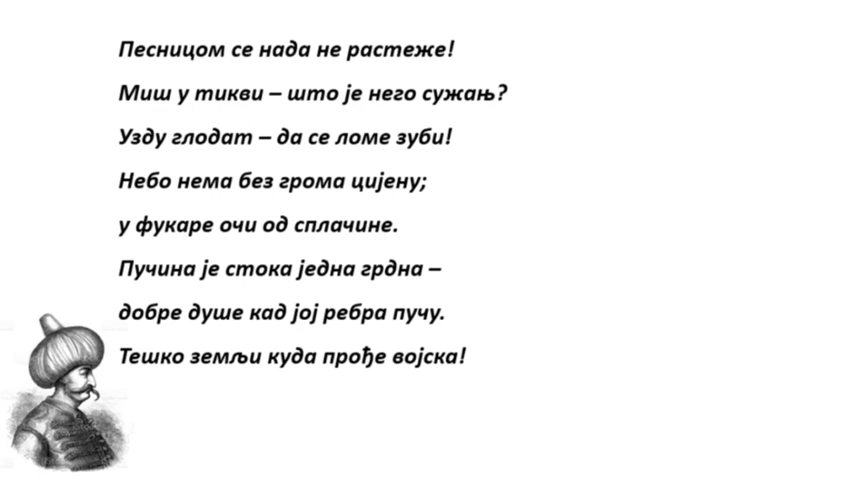 Песницом се нада не растеже!
Миш у тикви – што је него сужањ?
Узду глодат – да се ломе зуби!
Небо нема без грома цијену;
у фукаре очи од сплачине.
Пучина је стока једна грдна –
добре душе кад јој ребра пучу.
Тешко земљи куда прође војска!